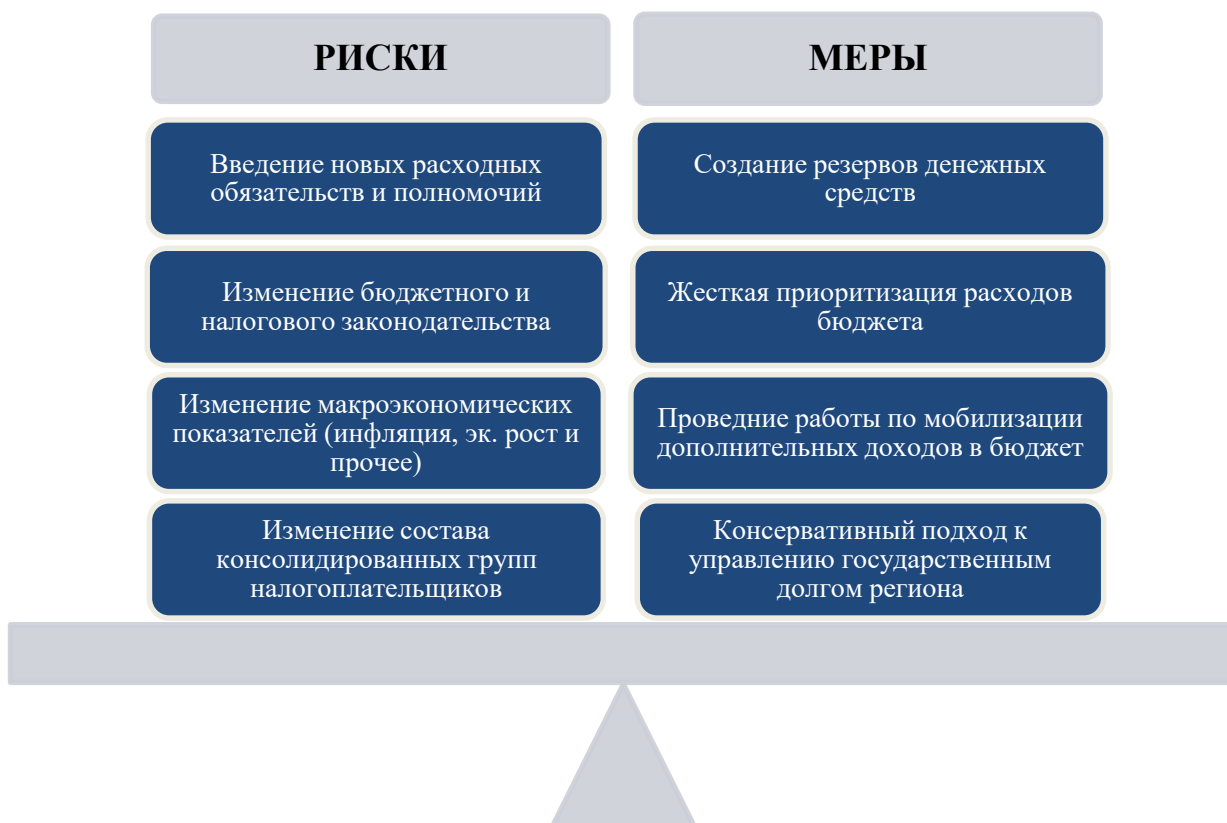 РИСКИ
МЕРЫ
Введение новых расходных
обязательств и полномочий
Создание резервов денежных
средств
Изменение бюджетного и
налогового законодательства
Жесткая приоритизация расходов
бюджета
Изменение макроэкономических
показателей (инфляция, эк. рост и
прочее)
Проведние работы по мобилизации
дополнительных доходов в бюджет
Изменение состава
консолидированных групп
налогоплательщиков
Консервативный подход к
управлению государственным
долгом региона